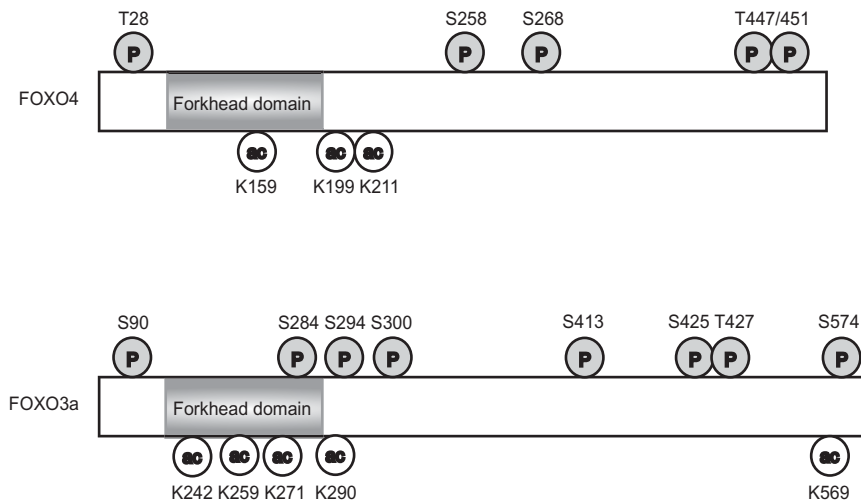 T28 S258 S268 T447/451
P P P P P
FOXO4 Forkhead domain
ac ac ac
K159 K199 K211
S90 S284 S294 S300 S413 S425 T427 S574
P P P P P P P P
FOXO3a Forkhead domain
ac ac ac ac ac
K242 K259 K271 K290 K569